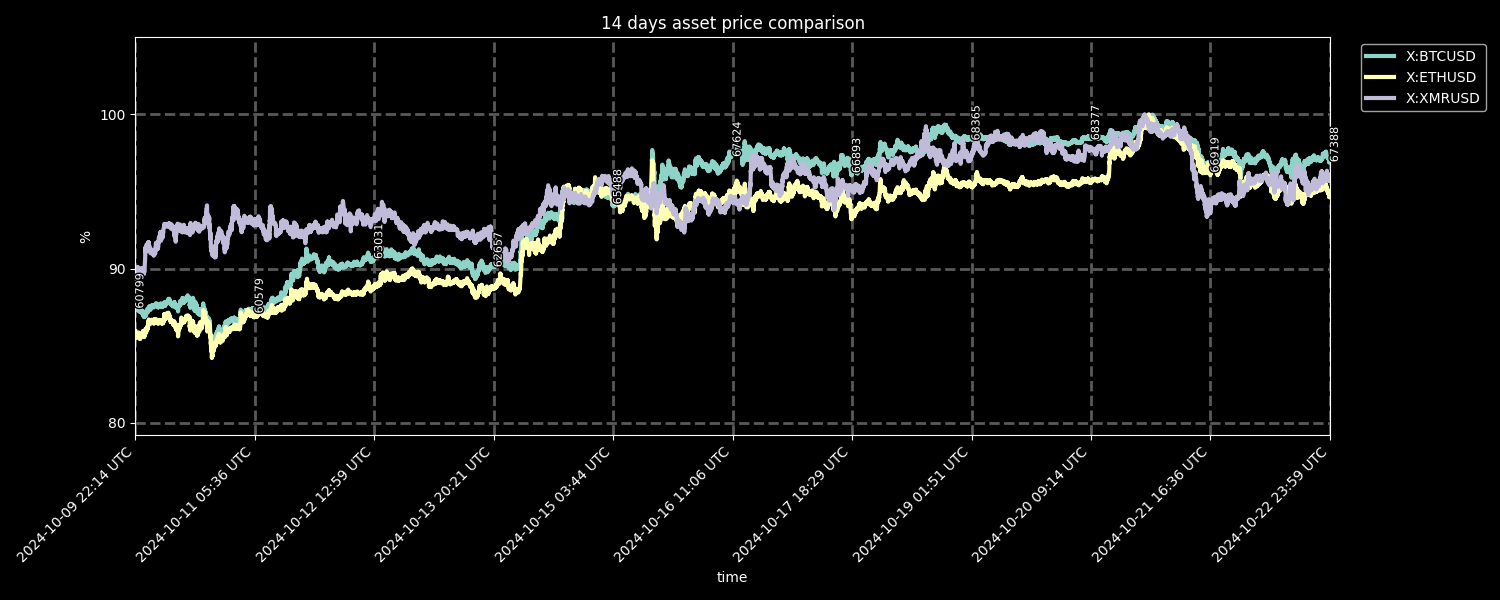 14 days asset price comparison
X:BTCUSD
X:ETHUSD
X:XMRUSD
%
100
90
80
60799
60579
63031
62657
65488
67624
66893
68365
68377
66919
67388
2024-10-09 22:14 UTC
2024-10-11 05:36 UTC
2024-10-12 12:59 UTC
2024-10-13 20:21 UTC
2024-10-15 03:44 UTC
2024-10-16 11:06 UTC
2024-10-17 18:29 UTC
2024-10-19 01:51 UTC
2024-10-20 09:14 UTC
2024-10-21 16:36 UTC
2024-10-22 23:59 UTC
time